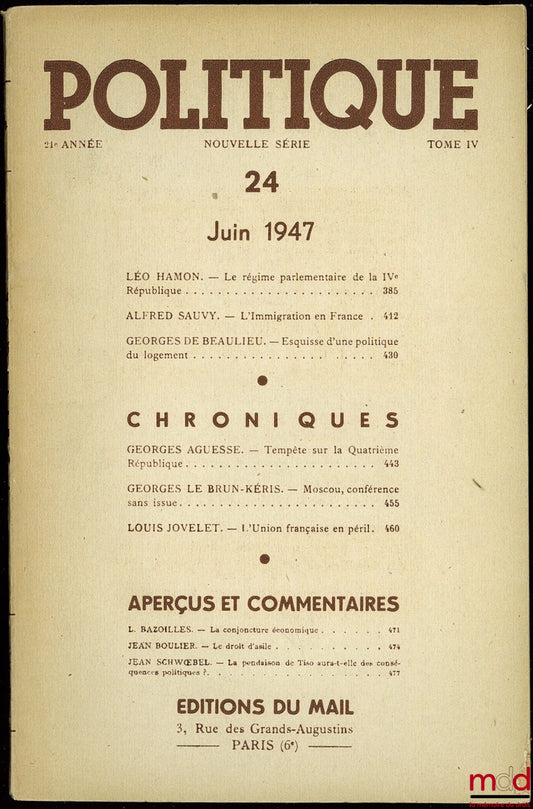 POLITIQUE
21e ANNÉE NOUVELLE SÉRIE TOME IV
24
Juin 1947
LÉO HAMON. — Le régime parlementaire de la IVe
République . . . . . . . . . . . . . . . . . . . . . . . 385
ALFRED SAUVY. — L'Immigration en France . 412
GEORGES DE BEAULIEU. — Esquisse d'une politique
du logement . . . . . . . . . . . . . . . . . . . . . 430
CHRONIQUES
GEORGES AGUESSE. — Tempête sur la Quatrième
République . . . . . . . . . . . . . . . . . . . . . . . 443
GEORGES LE BRUN-KÉRIS. — Moscou, conférence
sans issue . . . . . . . . . . . . . . . . . . . . . . . . 455
LOUIS JOVELET. — L'Union française en péril. 460
APERÇUS ET COMMENTAIRES
L. BAZOILLES. — La conjoncture économique . . . . . . 471
JEAN BOULIER. — Le droit d'asile . . . . . . . . . . . 474
JEAN SCHWŒBEL. — La pendaison de Tiso aura-t-elle des consé-
quences politiques ?. . . . . . . . . . . . . . . . . . 477
EDITIONS DU MAIL
3, Rue des Grands-Augustins
PARIS (6e)
mdd
la mémoire du droit